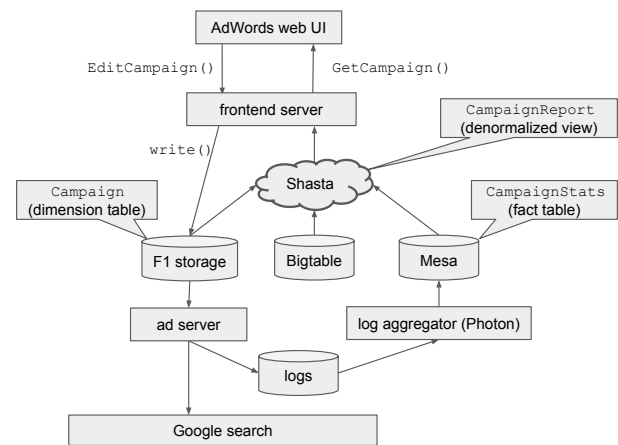 AdWords web UI
EditCampaign()
GetCampaign()
frontend server
CampaignReport
(denormalized view)
write()
Shasta
Campaign
(dimension table)
CampaignStats
(fact table)
F1 storage
Bigtable
Mesa
ad server
log aggregator (Photon)
logs
Google search